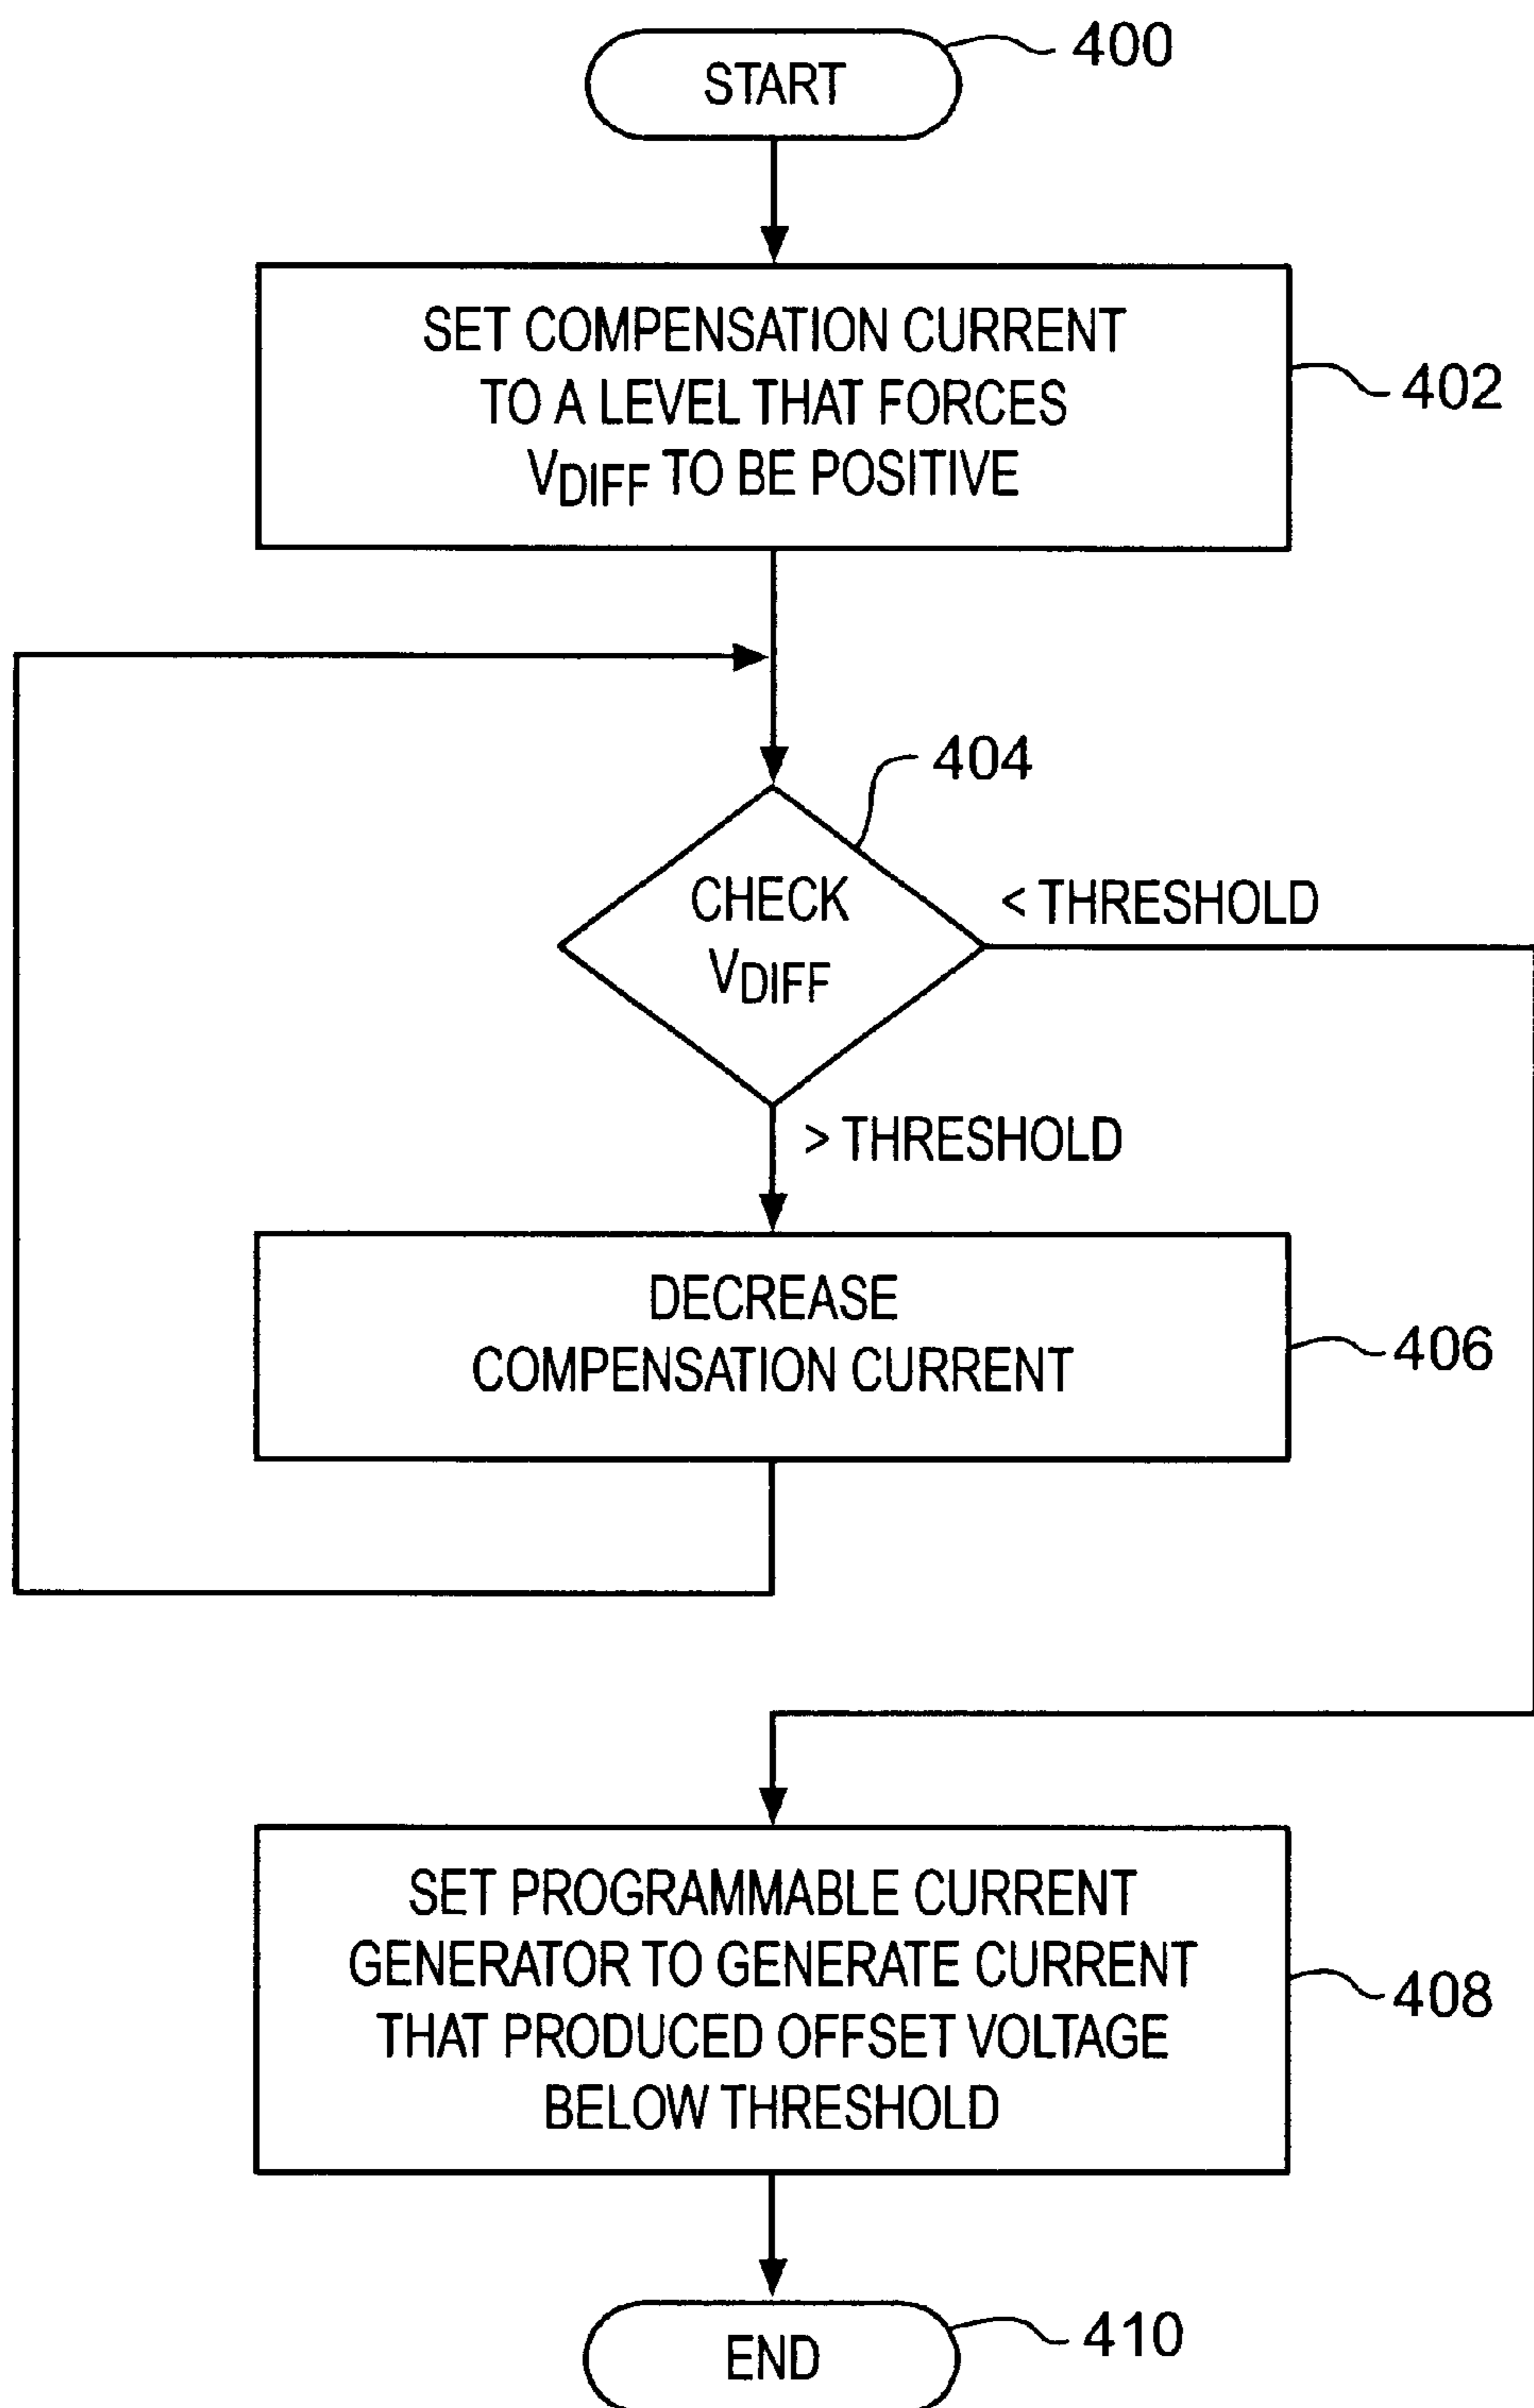 START
400
SET COMPENSATION CURRENT
TO A LEVEL THAT FORCES
VDIFF TO BE POSITIVE
402
404
CHECK
VDIFF
< THRESHOLD
> THRESHOLD
DECREASE
COMPENSATION CURRENT
406
SET PROGRAMMABLE CURRENT
GENERATOR TO GENERATE CURRENT
THAT PRODUCED OFFSET VOLTAGE
BELOW THRESHOLD
408
END
410